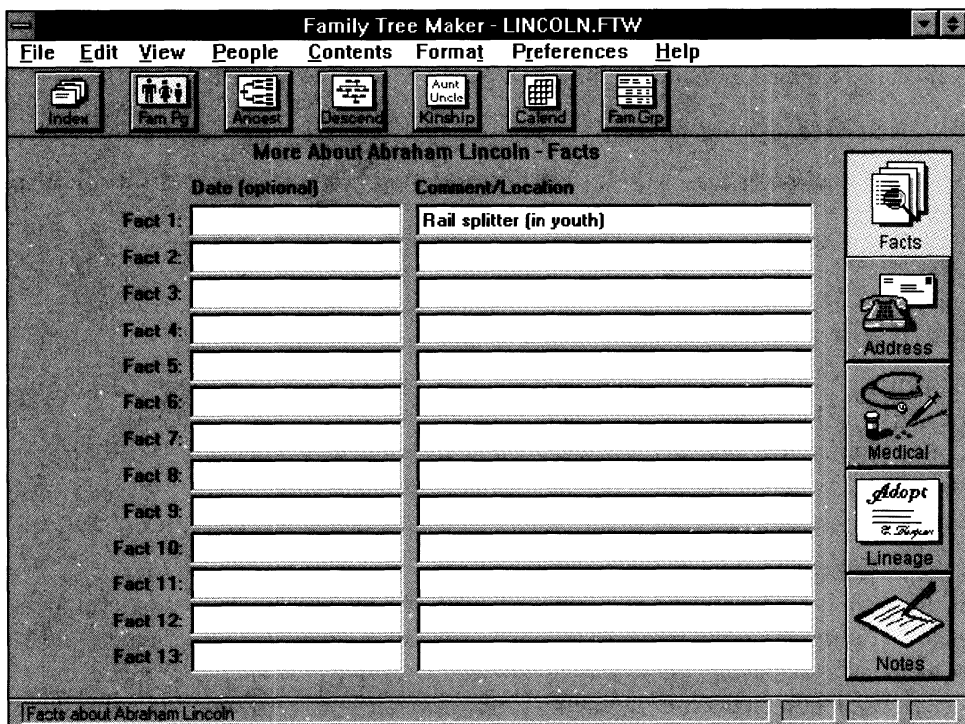 Family Tree Maker - LINCOLN.FTW
File Edit View People Contents Format Preferences Help
Index Fam Pg Ancest Descend Aunt Uncle Kinship Calend Fam Grp
More About Abraham Lincoln - Facts
Date (optional) Comment/Location
Fact 1: Rail splitter (in youth)
Fact 2:
Fact 3:
Fact 4:
Fact 5:
Fact 6:
Fact 7:
Fact 8:
Fact 9:
Fact 10:
Fact 11:
Fact 12:
Fact 13:
Facts
Address
Medical
Adopt
Lineage
Notes
Facts about Abraham Lincoln